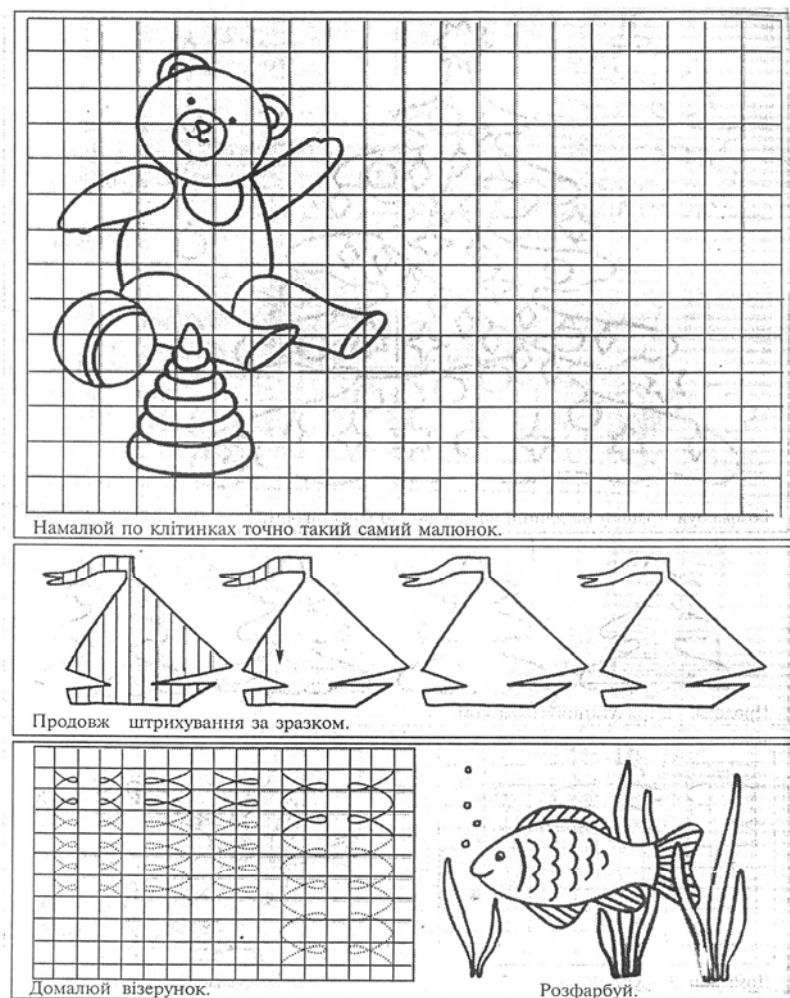 Намалюй по клітинках точно такий самий малюнок.
Продовж штрихування за зразком.
Домалюй візерунок.
Розфарбуй.